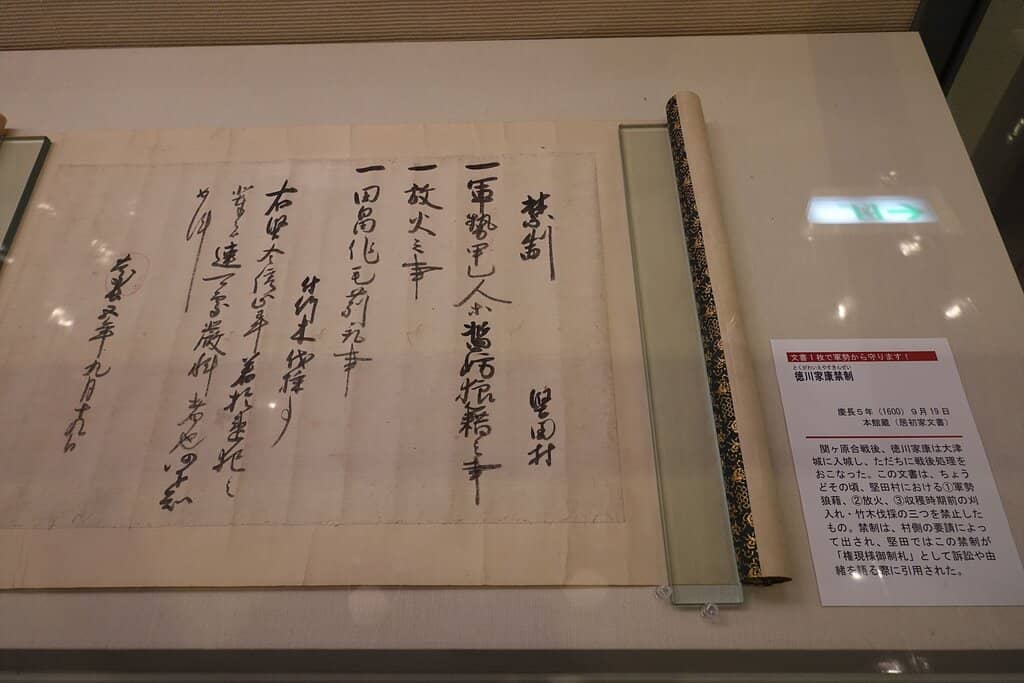 禁制　堅田村
一軍勢甲乙人等濫妨狼藉之事
一放火之事
一田畠作毛苅取事
付竹木伐採事
右堅令停止畢若於違犯之
輩者速可處厳科者也仍下知
如件
慶長五年九月十九日
文書1枚で軍勢から守ります！
とくがわいえやすきんぜい
徳川家康禁制
慶長5年（1600）9月19日
本館蔵（居初家文書）
関ヶ原合戦後、徳川家康は大津
城に入城し、ただちに戦後処理を
おこなった。この文書は、ちょう
どその頃、堅田村における①軍勢
狼藉、②放火、③収穫時期前の刈
入れ・竹木伐採の三つを禁止した
もの。禁制は、村側の要請によっ
て出され、堅田ではこの禁制が
「権現様御制札」として訴訟や由
緒を語る際に引用された。